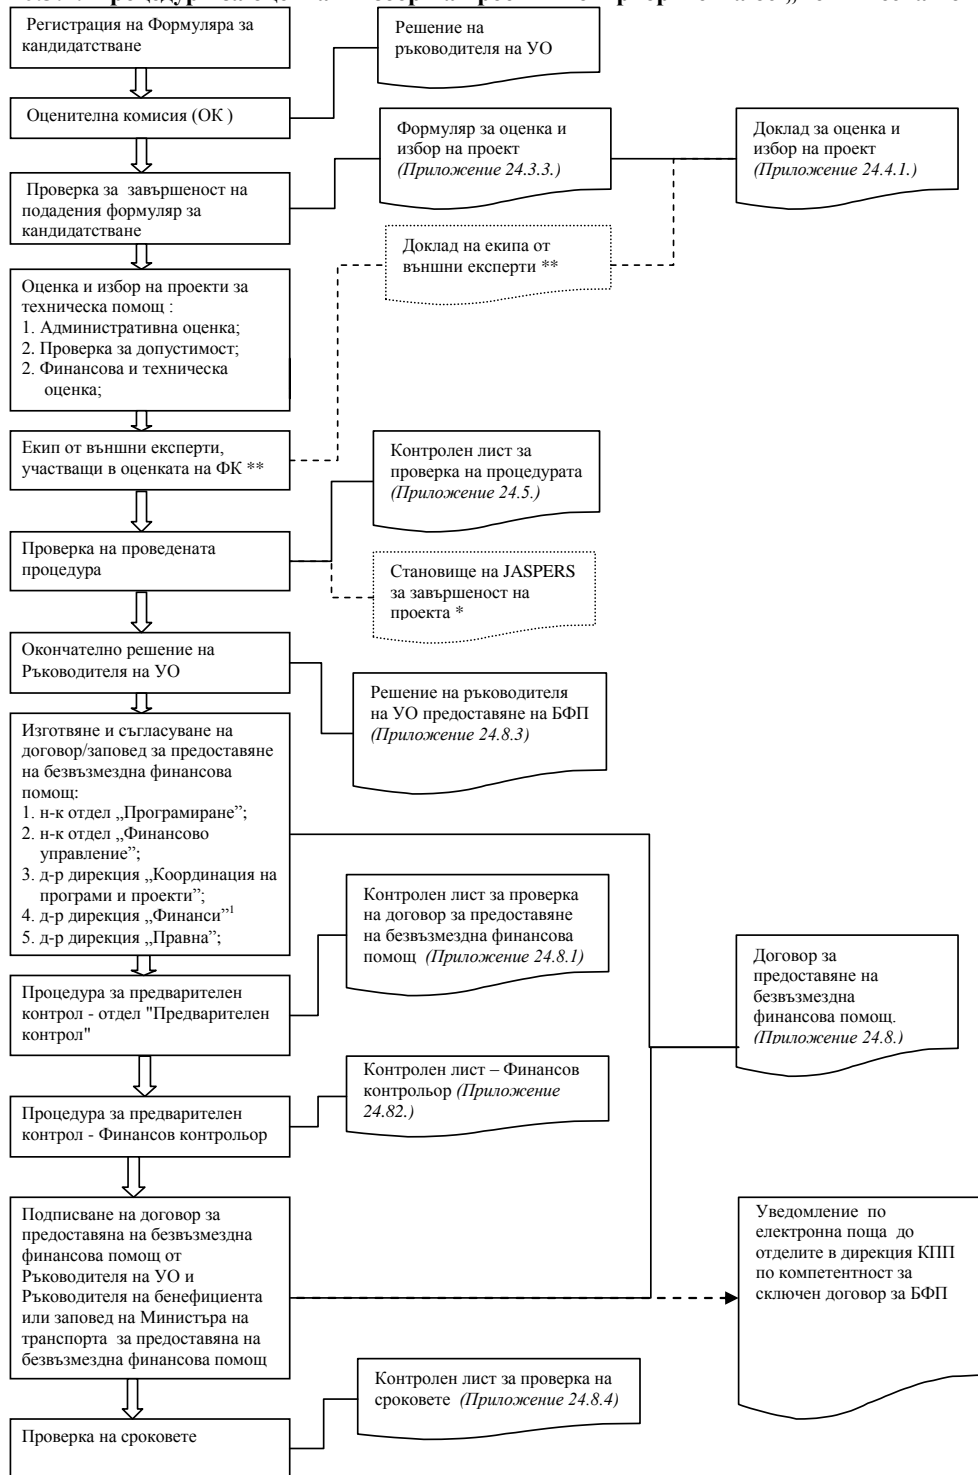 Регистрация на Формуляра за
кандидатстване
Решение на
ръководителя на УО
Оценителна комисия (ОК )
Формуляр за оценка и
избор на проект
(Приложение 24.3.3.)
Доклад за оценка и
избор на проект
(Приложение 24.4.1.)
Проверка за завършеност на
подадения формуляр за
кандидатстване
Доклад на екипа от
външни експерти **
Оценка и избор на проекти за
техническа помощ :
1. Административна оценка;
2. Проверка за допустимост;
2. Финансова и техническа
оценка;
Екип от външни експерти,
участващи в оценката на ФК **
Контролен лист за
проверка на процедурата
(Приложение 24.5.)
Проверка на проведената
процедура
Становище на JASPERS
за завършеност на
проекта *
Окончателно решение на
Ръководителя на УО
Решение на ръководителя
на УО предоставяне на БФП
(Приложение 24.8.3)
Изготвяне и съгласуване на
договор/заповед за предоставяне
на безвъзмездна финансова
помощ:
1. н-к отдел „Програмиране”;
2. н-к отдел „Финансово
управление”;
3. д-р дирекция „Координация на
програми и проекти”;
4. д-р дирекция „Финанси”1
5. д-р дирекция „Правна”;
Контролен лист за проверка
на договор за предоставяне
на безвъзмездна финансова
помощ (Приложение 24.8.1)
Договор за
предоставяне на
безвъзмездна
финансова помощ.
(Приложение 24.8.)
Процедура за предварителен
контрол - отдел "Предварителен
контрол"
Контролен лист – Финансов
контрольор (Приложение
24.82.)
Процедура за предварителен
контрол - Финансов контрольор
Подписване на договор за
предоставяна на безвъзмездна
финансова помощ от
Ръководителя на УО и
Ръководителя на бенефициента
или заповед на Министъра на
транспорта за предоставяна на
безвъзмездна финансова помощ
Уведомление по
електронна поща до
отделите в дирекция КПП
по компетентност за
сключен договор за БФП
Контролен лист за проверка на
сроковете (Приложение 24.8.4)
Проверка на сроковете